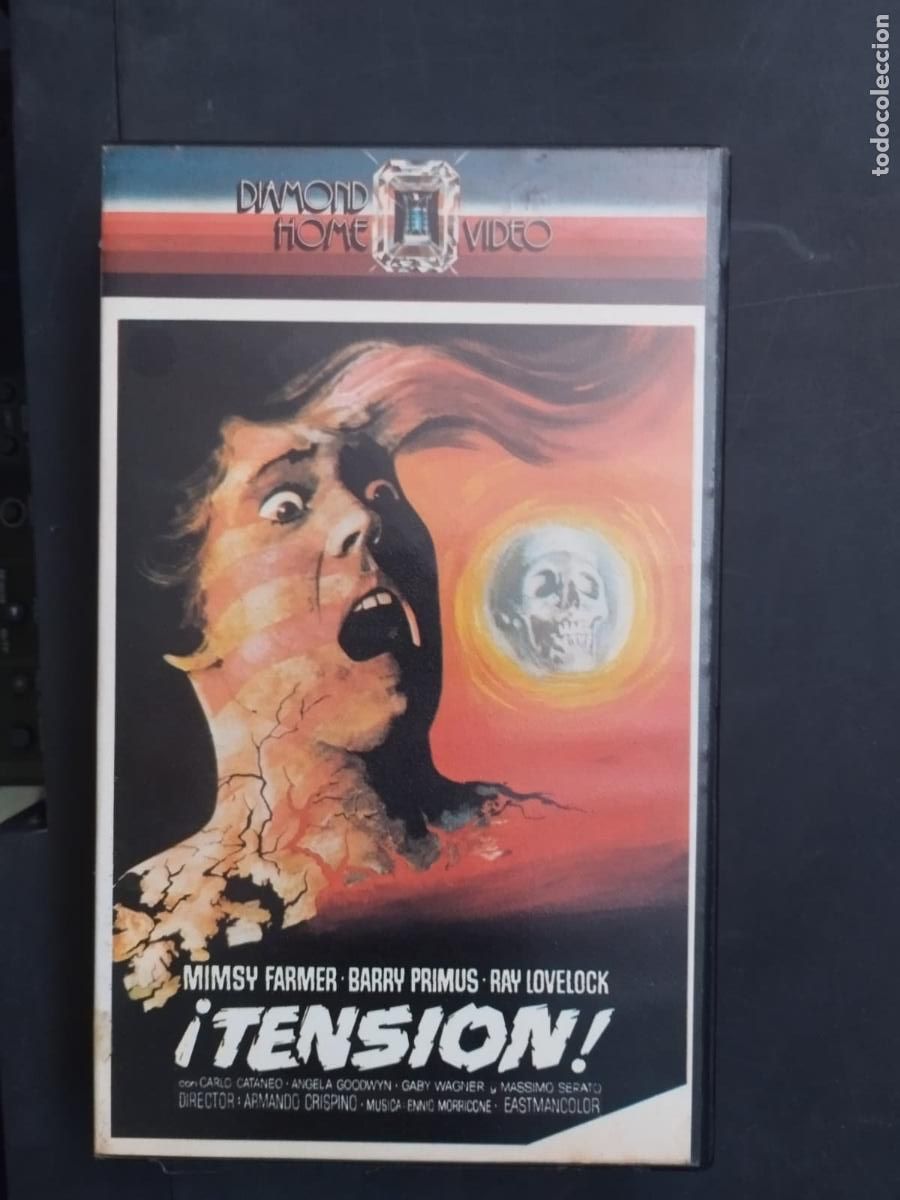 todocoleccion
DIAMOND
HOME VIDEO
MIMSY FARMER · BARRY PRIMUS · RAY LOVELOCK
¡TENSION!
con CARLO CATANEO · ANGELA GOODWYN · GABY WAGNER y MASSIMO SERATO
DIRECTOR: ARMANDO CRISPINO · MUSICA: ENNIO MORRICONE · EASTMANCOLOR